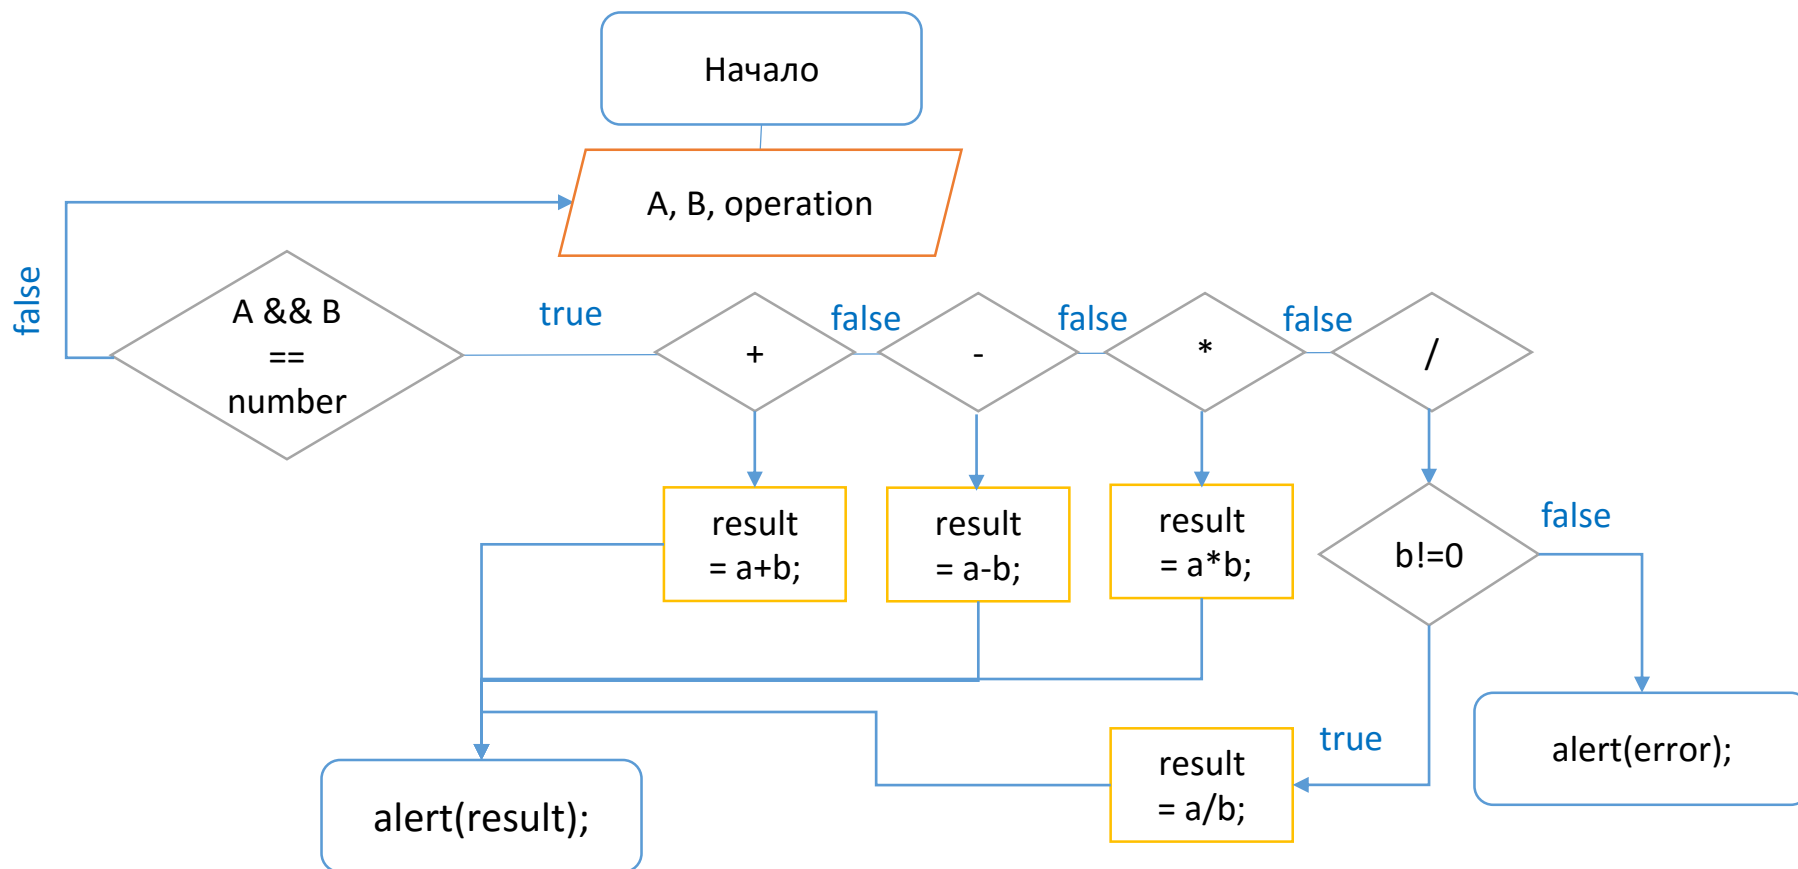 Начало
A, B, operation
false
A && B
==
number
true
+
false
-
false
*
false
/
result
= a+b;
result
= a-b;
result
= a*b;
b!=0
false
true
result
= a/b;
alert(error);
alert(result);